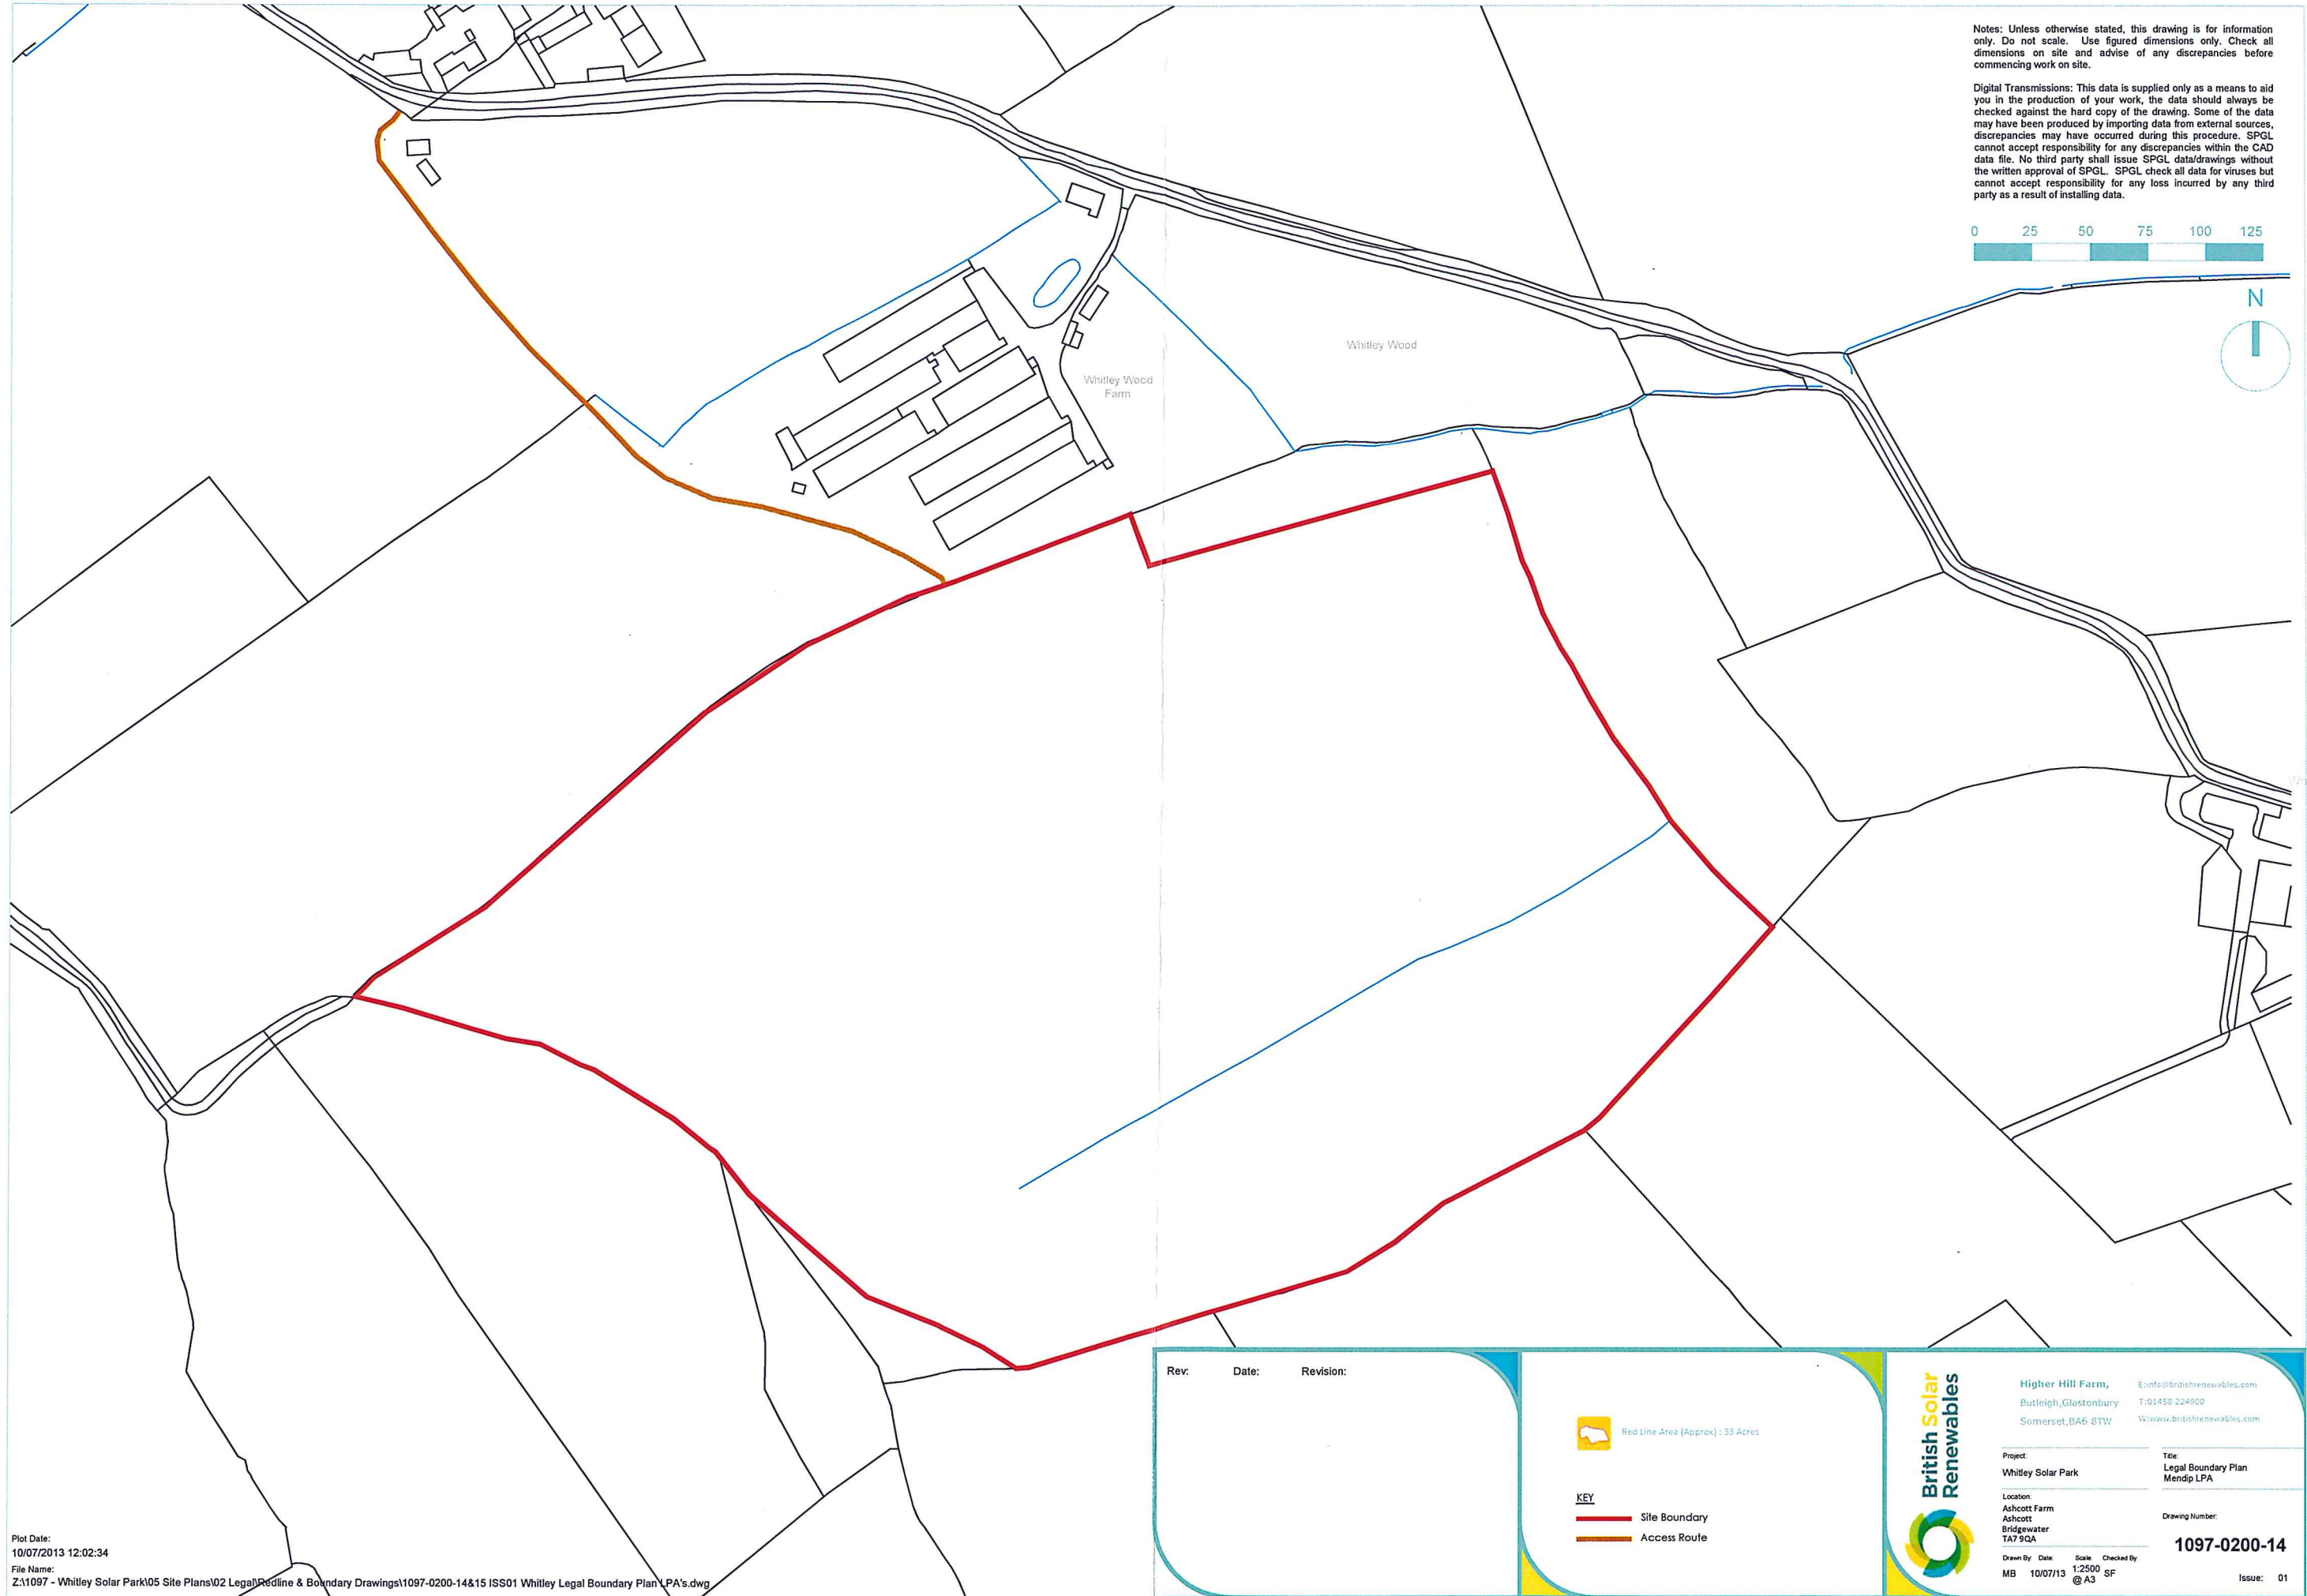 Notes: Unless otherwise stated, this drawing is for information
only. Do not scale. Use figured dimensions only. Check all
dimensions on site and advise of any discrepancies before
commencing work on site.
Digital Transmissions: This data is supplied only as a means to aid
you in the production of your work, the data should always be
checked against the hard copy of the drawing. Some of the data
may have been produced by importing data from external sources,
discrepancies may have occurred during this procedure. SPGL
cannot accept responsibility for any discrepancies within the CAD
data file. No third party shall issue SPGL data/drawings without
the written approval of SPGL. SPGL check all data for viruses but
cannot accept responsibility for any loss incurred by any third
party as a result of installing data.
0 25 50 75 100 125
N
Whitley Wood
Whitley Wood
Farm
Rev: Date: Revision:
Red Line Area (Approx) : 33 Acres
KEY
Site Boundary
Access Route
British Solar
Renewables
Higher Hill Farm,
Butleigh,Glastonbury
Somerset,BA6 8TW
E:info@britishrenewables.com
T:01458 224900
W:www.britishrenewables.com
Project:
Whitley Solar Park
Title:
Legal Boundary Plan
Mendip LPA
Location:
Ashcott Farm
Ashcott
Bridgewater
TA7 9QA
Drawing Number:
1097-0200-14
Drawn By: Date: Scale: Checked By:
MB 10/07/13 1:2500 @ A3 SF
Issue: 01
Plot Date:
10/07/2013 12:02:34
File Name:
Z:\1097 - Whitley Solar Park\05 Site Plans\02 Legal\Redline & Boundary Drawings\1097-0200-14&15 ISS01 Whitley Legal Boundary Plan LPA's.dwg